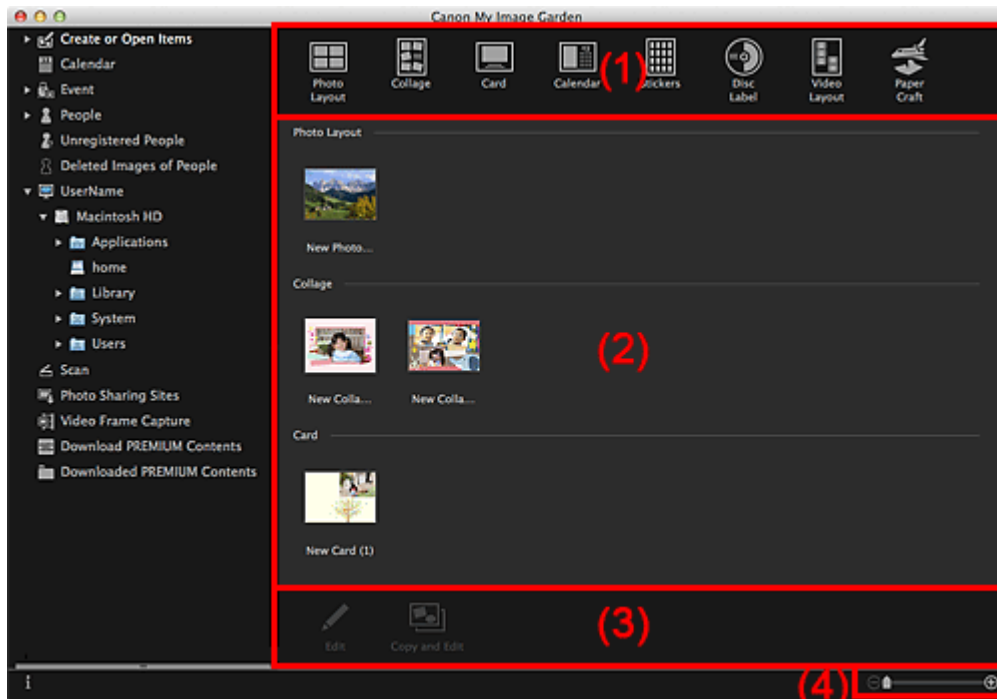 Canon My Image Garden
Create or Open Items
Calendar
Event
People
Unregistered People
Deleted Images of People
UserName
Macintosh HD
Applications
home
Library
System
Users
Scan
Photo Sharing Sites
Video Frame Capture
Download PREMIUM Contents
Downloaded PREMIUM Contents
Photo Layout
Collage
Card
Calendar
(1)
Stickers
Disc Label
Video Layout
Paper Craft
Photo Layout
New Photo...
Collage
New Colla...
New Colla...
(2)
Card
New Card (1)
Edit
Copy and Edit
(3)
(4)